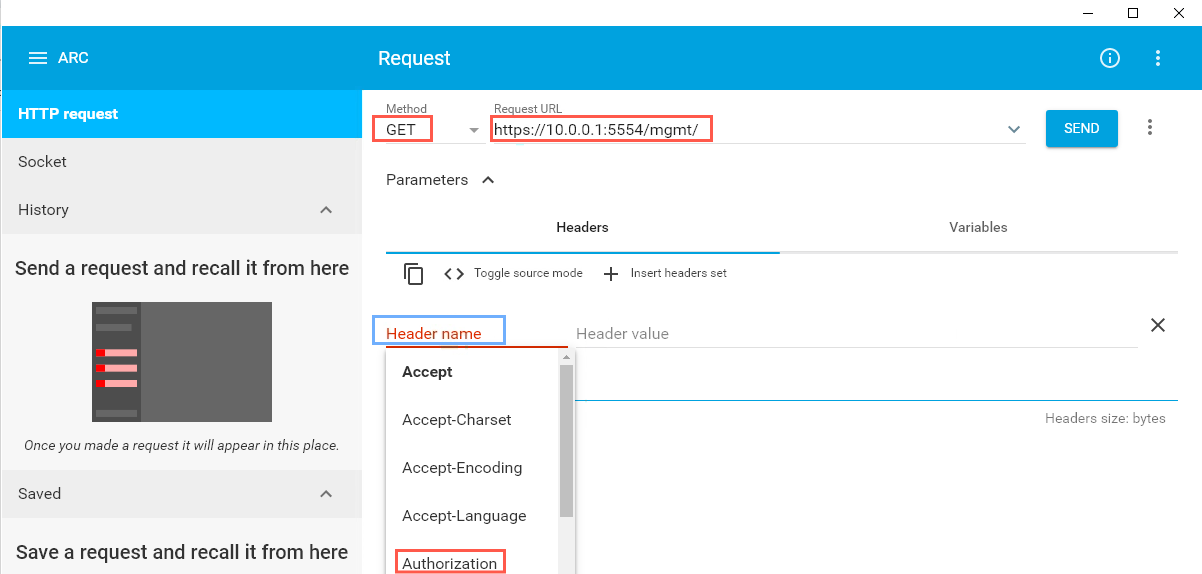 ARC
Request
HTTP request
Socket
History
Send a request and recall it from here
Once you made a request it will appear in this place.
Saved
Save a request and recall it from here
Method
Request URL
GET
https://10.0.0.1:5554/mgmt/
SEND
Parameters
Headers
Variables
Toggle source mode
Insert headers set
Header name
Header value
Accept
Accept-Charset
Accept-Encoding
Accept-Language
Authorization
Headers size: bytes